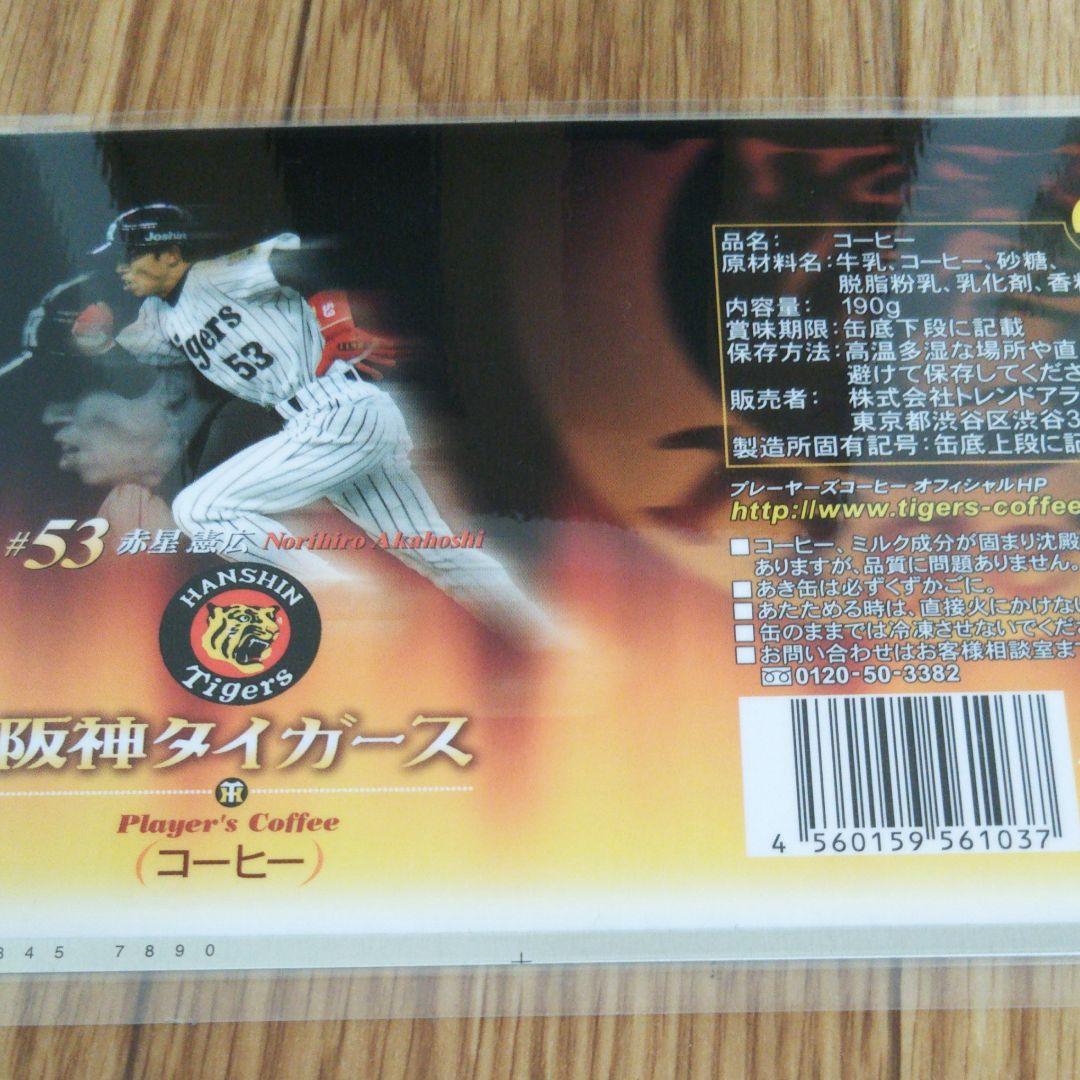 Joshin
Tigers
53
53
#53 赤星 憲広 Norihiro Akahoshi
HANSHIN
Tigers
阪神タイガース
Player's Coffee
(コーヒー)
345 7890
品名: コーヒー
原材料名:牛乳、コーヒー、砂糖、
脱脂粉乳、乳化剤、香料
内容量: 190g
賞味期限:缶底下段に記載
保存方法:高温多湿な場所や直
避けて保存してくださ
販売者: 株式会社トレンドアラ
東京都渋谷区渋谷3
製造所固有記号:缶底上段に記
プレーヤーズコーヒー オフィシャルHP
http://www.tigers-coffee
■コーヒー、ミルク成分が固まり沈殿
ありますが、品質に問題ありません。
■あき缶は必ずくずかごに。
■あたためる時は、直接火にかけない
■缶のままでは冷凍させないでくださ
■お問い合わせはお客様相談室ま
0120-50-3382
4 560159 561037